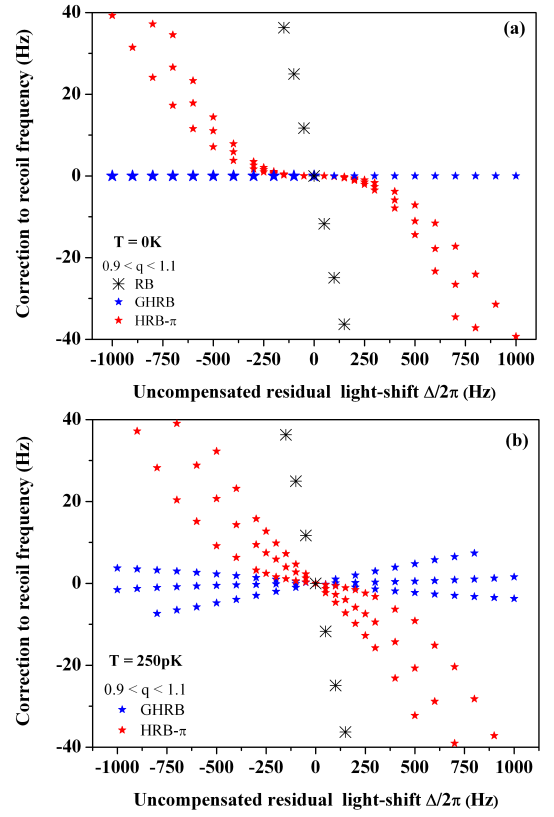 (a)
Correction to recoil frequency (Hz)
40
20
0
-20
-40
T = 0K
0.9 < q < 1.1
RB
GHRB
HRB-π
-1000 -750 -500 -250 0 250 500 750 1000
Uncompensated residual light-shift Δ/2π (Hz)
(b)
Correction to recoil frequency (Hz)
40
20
0
-20
-40
T = 250pK
0.9 < q < 1.1
GHRB
HRB-π
-1000 -750 -500 -250 0 250 500 750 1000
Uncompensated residual light-shift Δ/2π (Hz)